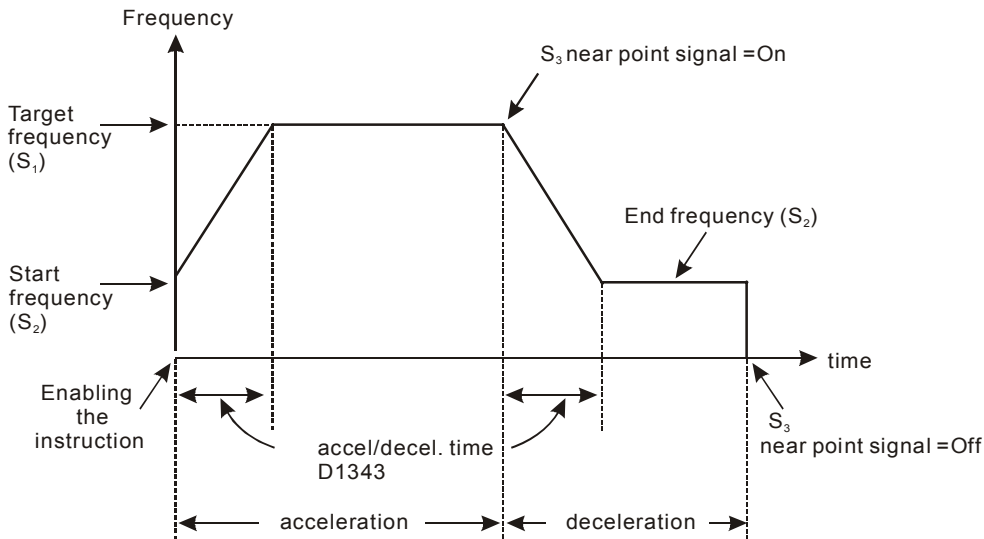 Frequency
S₃ near point signal =On
Target
frequency
(S₁)
End frequency (S₂)
Start
frequency
(S₂)
time
Enabling
the
instruction
accel/decel. time
D1343
S₃
near point signal =Off
acceleration
deceleration